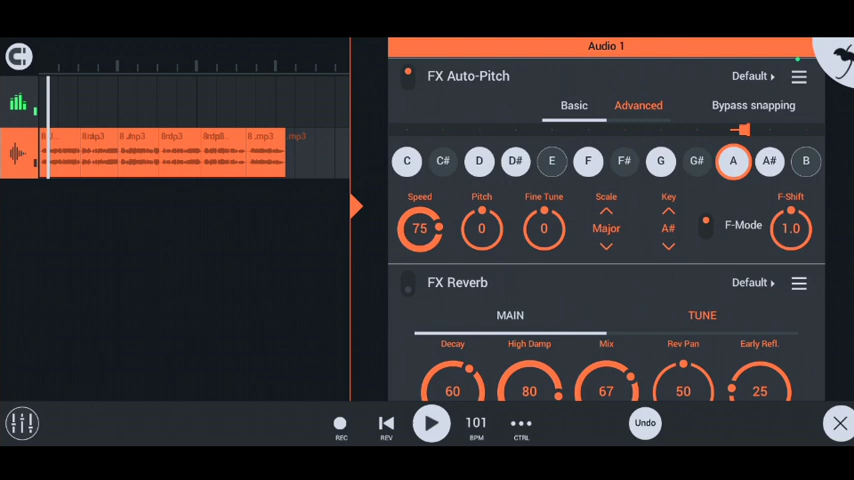 Audio 1
FX Auto-Pitch
Default
Basic
Advanced
Bypass snapping
C C# D D# E F F# G G# A A# B
Speed
Pitch
Fine Tune
Scale
Key
F-Shift
75
0
0
Major
A#
F-Mode
1.0
FX Reverb
Default
MAIN
TUNE
Decay
High Damp
Mix
Rev Pan
Early Refl.
60
80
67
50
25
REC
REV
101
BPM
CTRL
Undo